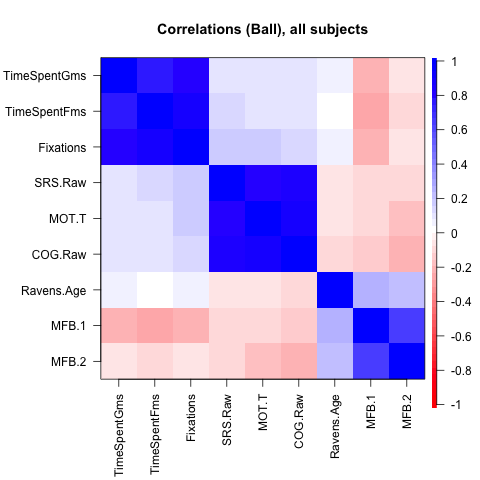 Correlations (Ball), all subjects
TimeSpentGms
TimeSpentFms
Fixations
SRS.Raw
MOT.T
COG.Raw
Ravens.Age
MFB.1
MFB.2
1
0.8
0.6
0.4
0.2
0
-0.2
-0.4
-0.6
-0.8
-1
TimeSpentGms
TimeSpentFms
Fixations
SRS.Raw
MOT.T
COG.Raw
Ravens.Age
MFB.1
MFB.2